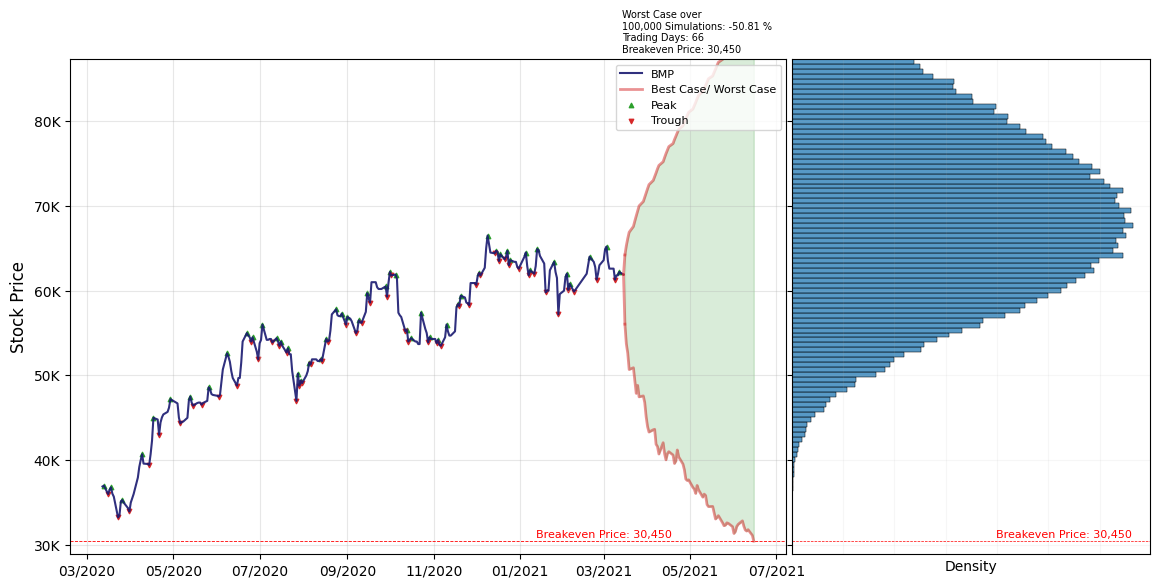 Worst Case over
100,000 Simulations: -50.81 %
Trading Days: 66
Breakeven Price: 30,450
BMP
Best Case/ Worst Case
Peak
Trough
Stock Price
80K
70K
60K
50K
40K
30K
Breakeven Price: 30,450
Breakeven Price: 30,450
03/2020 05/2020 07/2020 09/2020 11/2020 01/2021 03/2021 05/2021 07/2021
Density